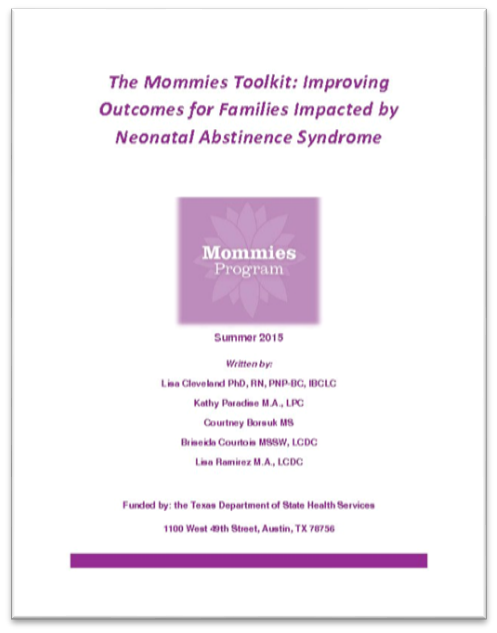 The Mommies Toolkit: Improving
Outcomes for Families Impacted by
Neonatal Abstinence Syndrome
Mommies
Program
Summer 2015
Written by:
Lisa Cleveland PhD, RN, PNP-BC, IBCLC
Kathy Paradise M.A., LPC
Courtney Borsuk MS
Briseida Courtois MSSW, LCDC
Lisa Ramirez M.A., LCDC
Funded by: the Texas Department of State Health Services
1100 West 49th Street, Austin, TX 78756